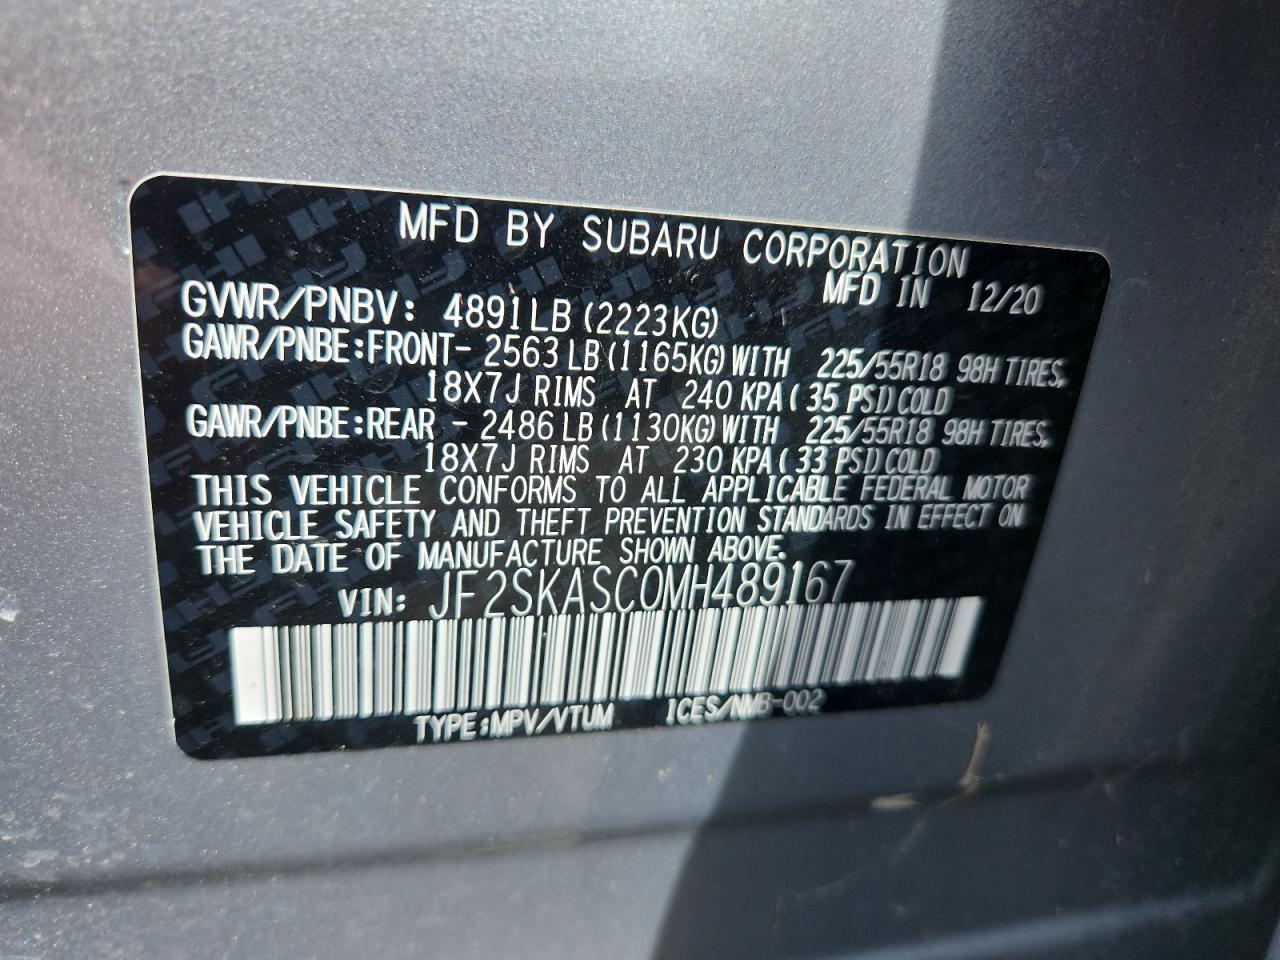 MFD BY SUBARU CORPORATION
MFD IN 12/20
GVWR/PNBV: 4891LB (2223KG)
GAWR/PNBE:FRONT- 2563 LB (1165KG) WITH 225/55R18 98H TIRES,
18X7J RIMS AT 240 KPA (35 PSI) COLD
GAWR/PNBE:REAR - 2486 LB (1130KG) WITH 225/55R18 98H TIRES,
18X7J RIMS AT 230 KPA (33 PSI) COLD
THIS VEHICLE CONFORMS TO ALL APPLICABLE FEDERAL MOTOR
VEHICLE SAFETY AND THEFT PREVENTION STANDARDS IN EFFECT ON
THE DATE OF MANUFACTURE SHOWN ABOVE.
VIN: JF2SKASC0MH489167
TYPE:MPV/VTUM ICES/NMB-002